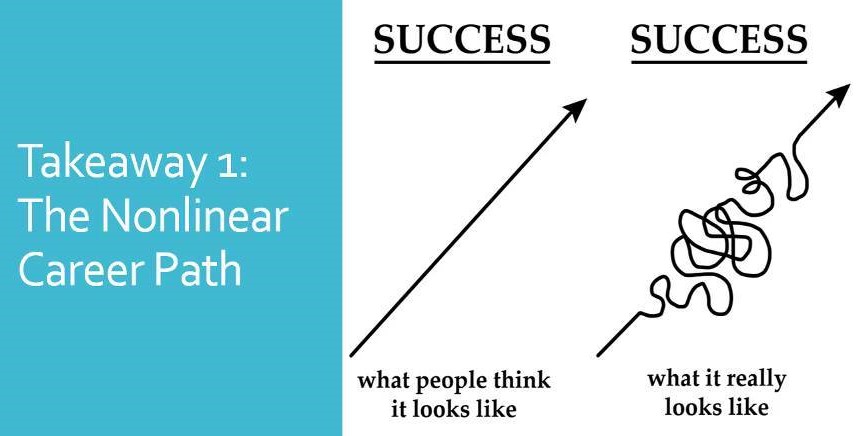 Takeaway 1:
The Nonlinear
Career Path
SUCCESS
what people think
it looks like
SUCCESS
what it really
looks like